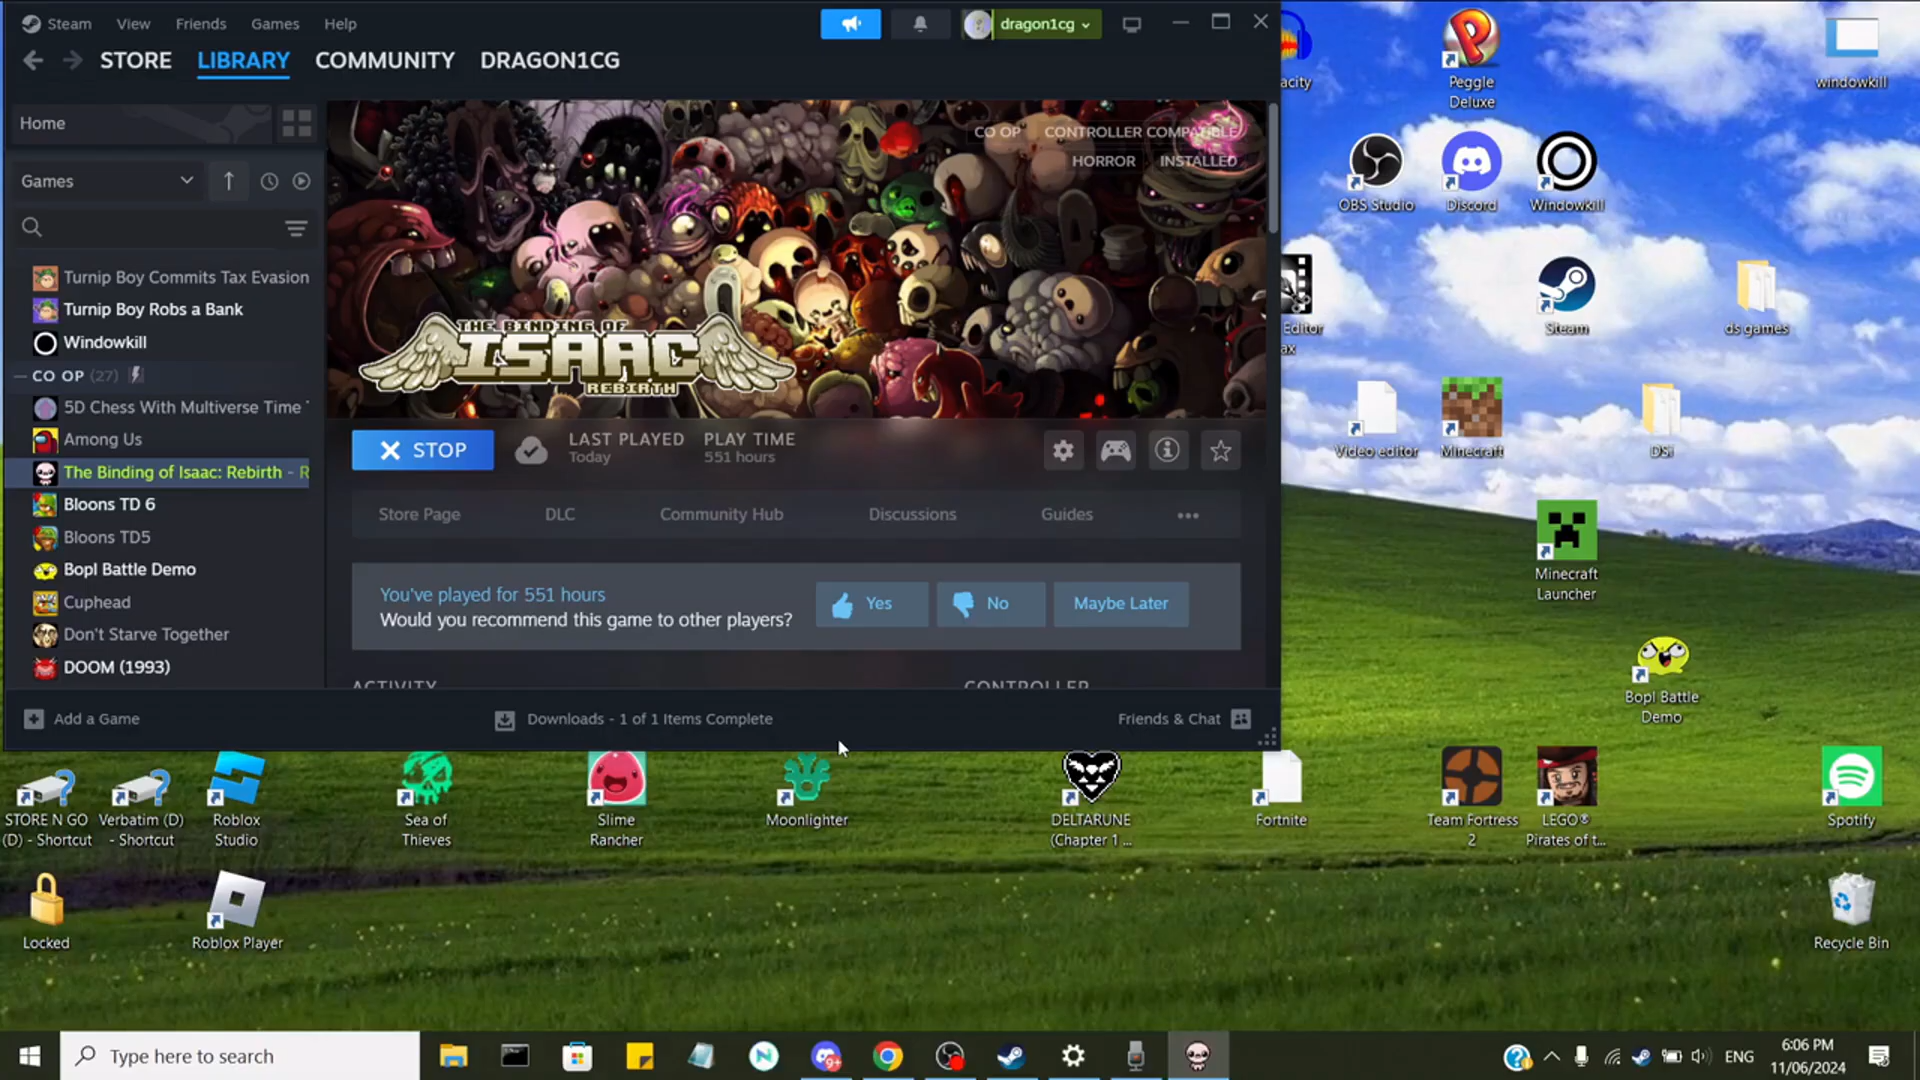 Steam View Friends Games Help
dragon1cg
STORE LIBRARY COMMUNITY DRAGON1CG
Home
Games
Turnip Boy Commits Tax Evasion
Turnip Boy Robs a Bank
Windowkill
CO OP (27)
5D Chess With Multiverse Time
Among Us
The Binding of Isaac: Rebirth - R
Bloons TD 6
Bloons TD5
Bopl Battle Demo
Cuphead
Don't Starve Together
DOOM (1993)
Add a Game
CO OP CONTROLLER COMPATIBLE
HORROR INSTALLED
THE BINDING OF
ISAAC
REBIRTH
STOP
LAST PLAYED
Today
PLAY TIME
551 hours
Store Page DLC Community Hub Discussions Guides
You've played for 551 hours
Would you recommend this game to other players?
Yes No Maybe Later
ACTIVITY CONTROLLER
Downloads - 1 of 1 Items Complete
Friends & Chat
acity
Peggle
Deluxe
windowkill
OBS Studio
Discord
Windowkill
Editor
ax
Steam
ds games
Video editor
Minecraft
DSi
Minecraft
Launcher
Bopl Battle
Demo
STORE N GO
(D) - Shortcut
Verbatim (D)
- Shortcut
Roblox
Studio
Sea of
Thieves
Slime
Rancher
Moonlighter
DELTARUNE
(Chapter 1 ...
Fortnite
Team Fortress
2
LEGO®
Pirates of t...
Spotify
Locked
Roblox Player
Recycle Bin
Type here to search
9+
ENG
6:06 PM
11/06/2024